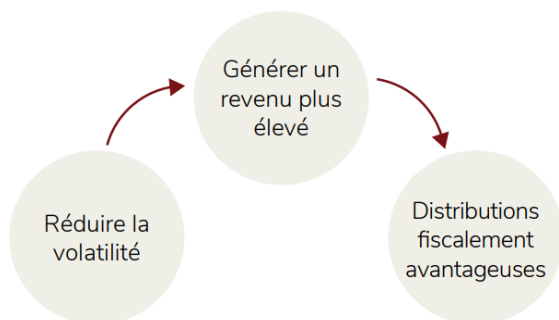 Générer un
revenu plus
élevé
Réduire la
volatilité
Distributions
fiscalement
avantageuses